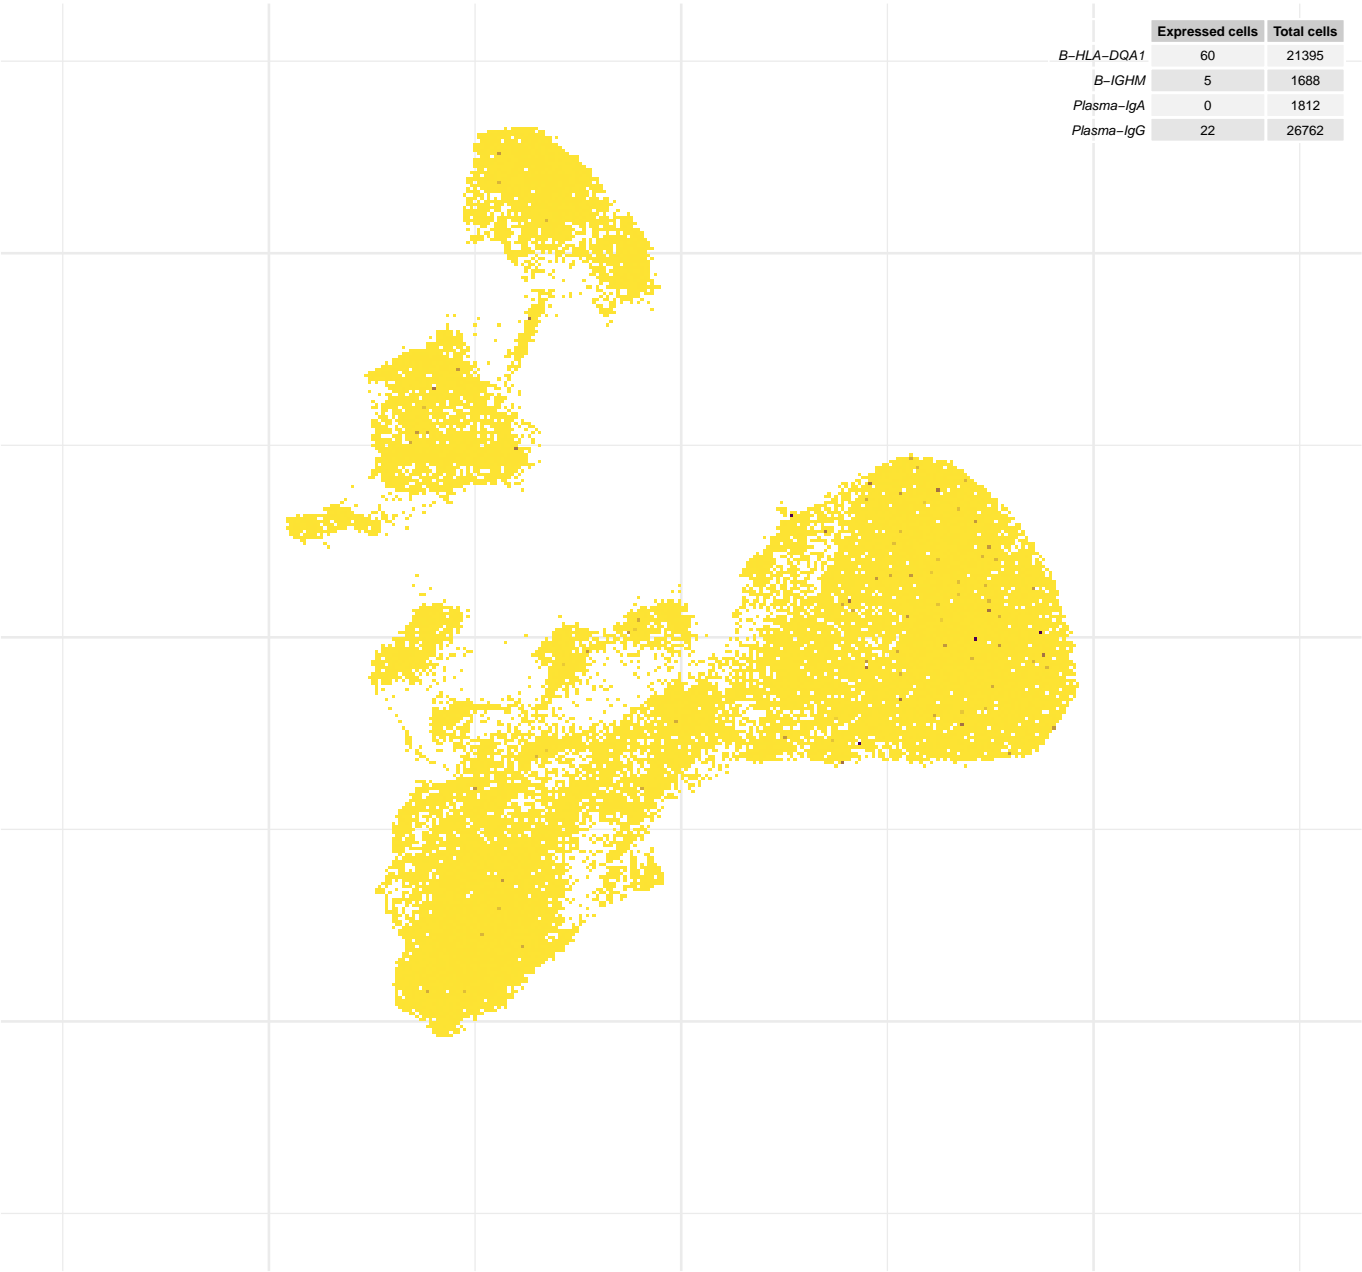 Expressed cells Total cells
B−HLA−DQA1 60 21395
B−IGHM 5 1688
Plasma−IgA 0 1812
Plasma−IgG 22 26762